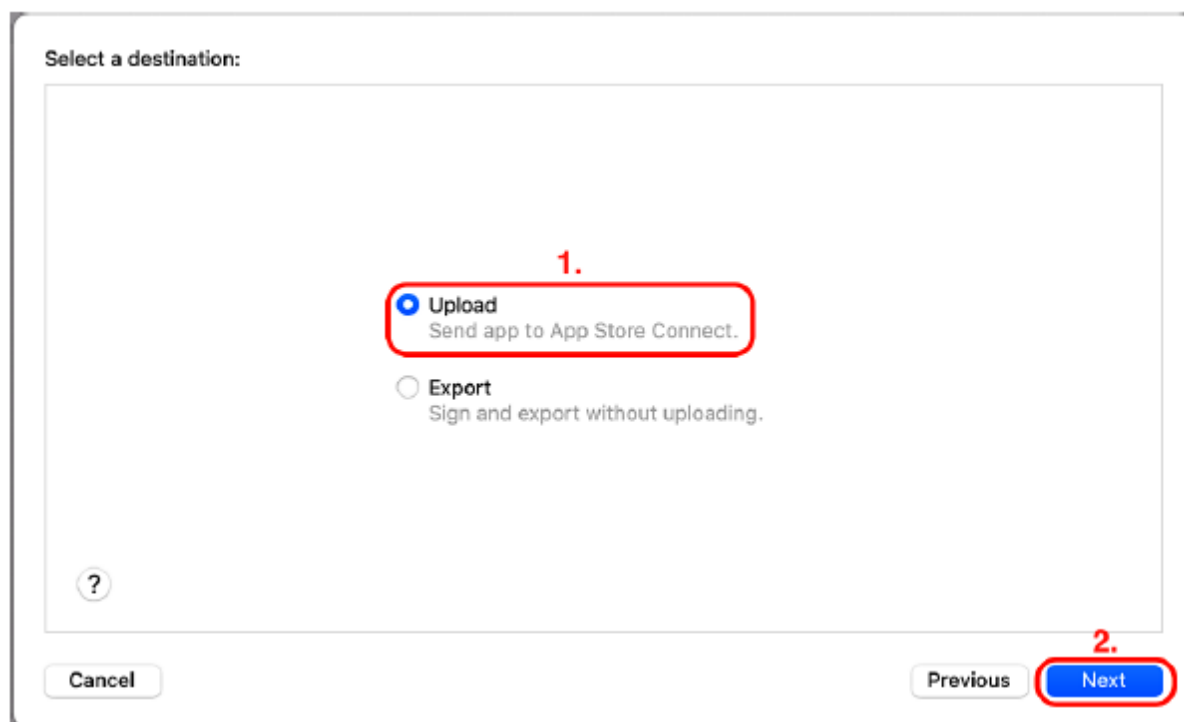 Select a destination:
1.
Upload
Send app to App Store Connect.
Export
Sign and export without uploading.
?
2.
Cancel
Previous
Next